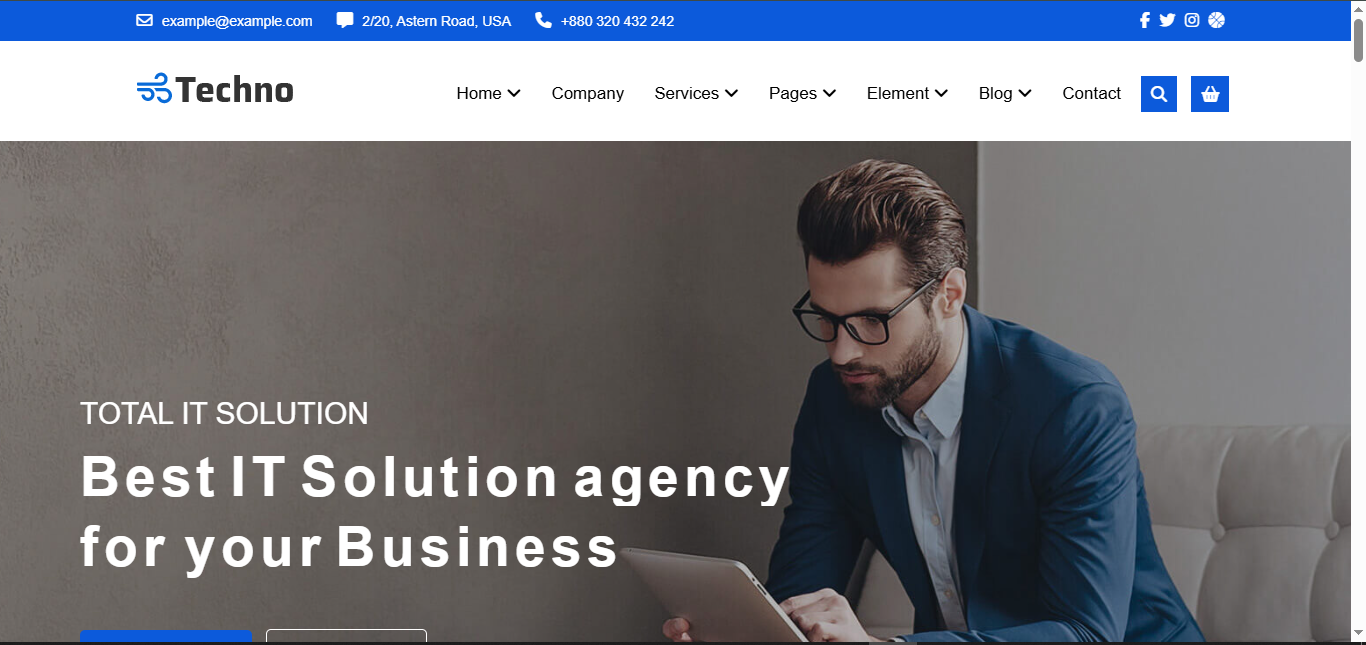 example@example.com 2/20, Astern Road, USA +880 320 432 242
Techno
Home Company Services Pages Element Blog Contact
TOTAL IT SOLUTION
Best IT Solution agency
for your Business